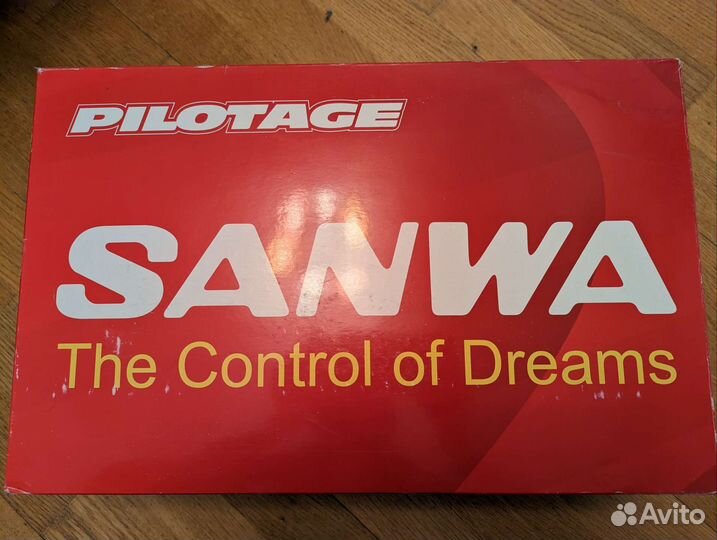 PILOTAGE
SANWA
The Control of Dreams
Avito